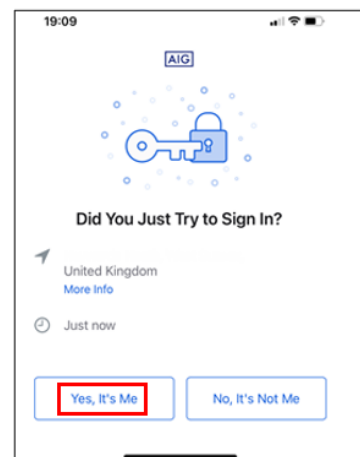 19:09
AIG
Did You Just Try to Sign In?
United Kingdom
More Info
Just now
Yes, It's Me
No, It's Not Me